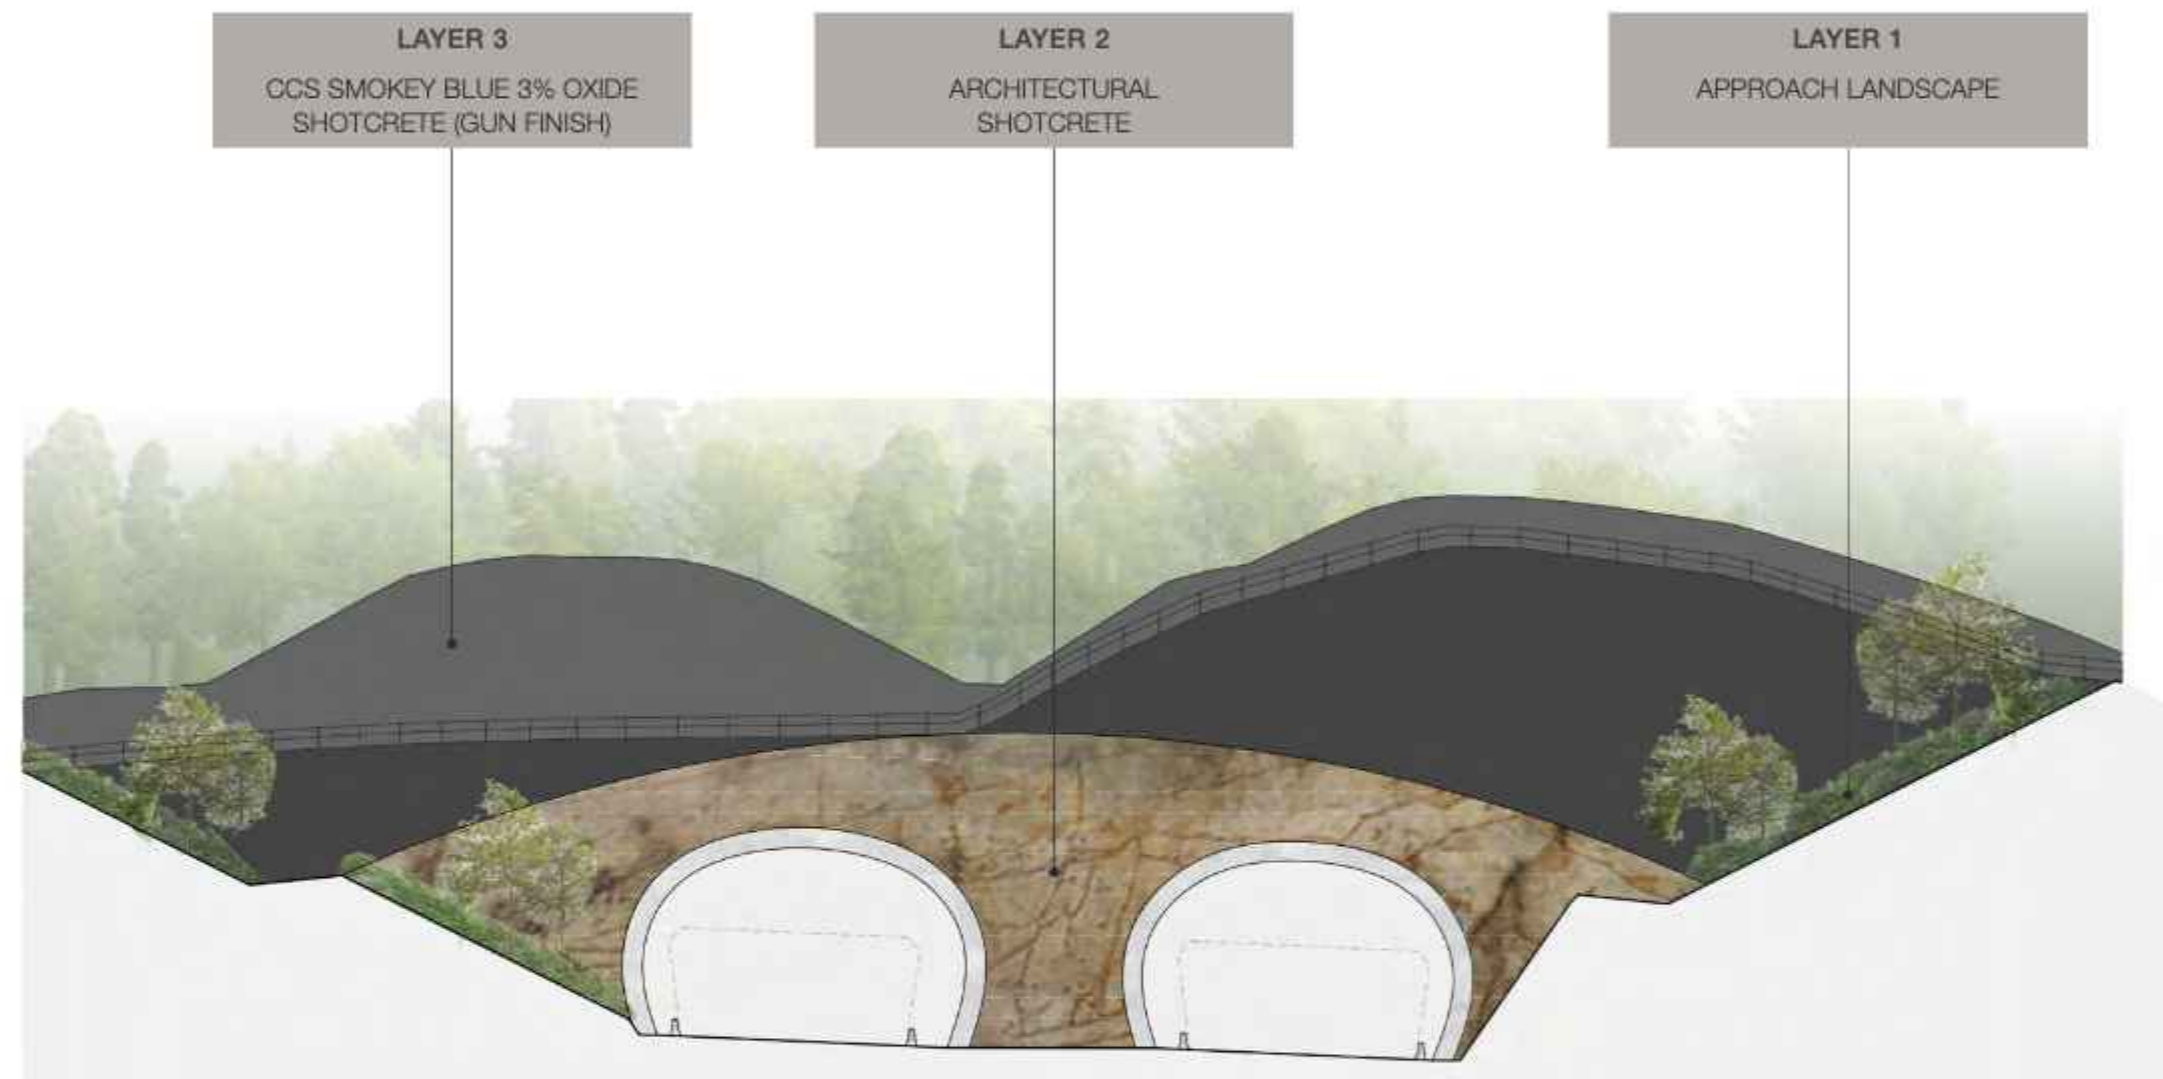 LAYER 3
CCS SMOKEY BLUE 3% OXIDE
SHOTCRETE (GUN FINISH)
LAYER 2
ARCHITECTURAL
SHOTCRETE
LAYER 1
APPROACH LANDSCAPE